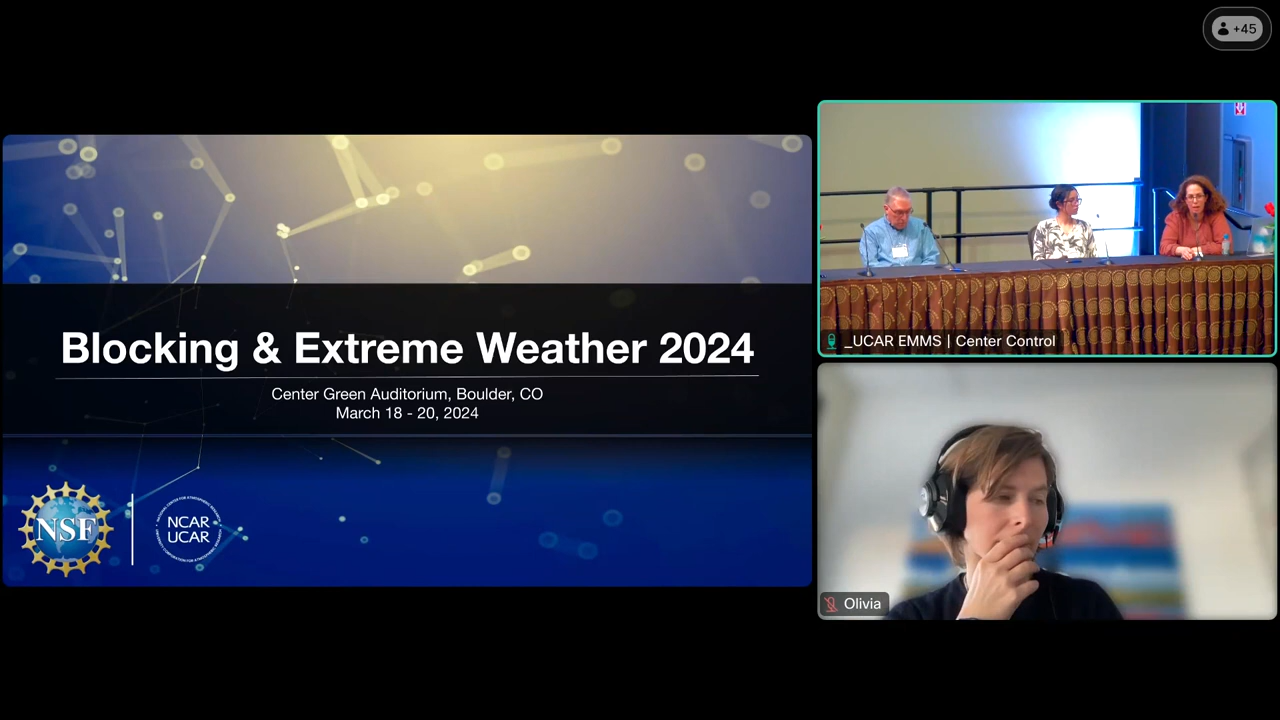 +45
Blocking & Extreme Weather 2024
Center Green Auditorium, Boulder, CO
March 18 - 20, 2024
NSF
NCAR
UCAR
_UCAR EMMS | Center Control
Olivia